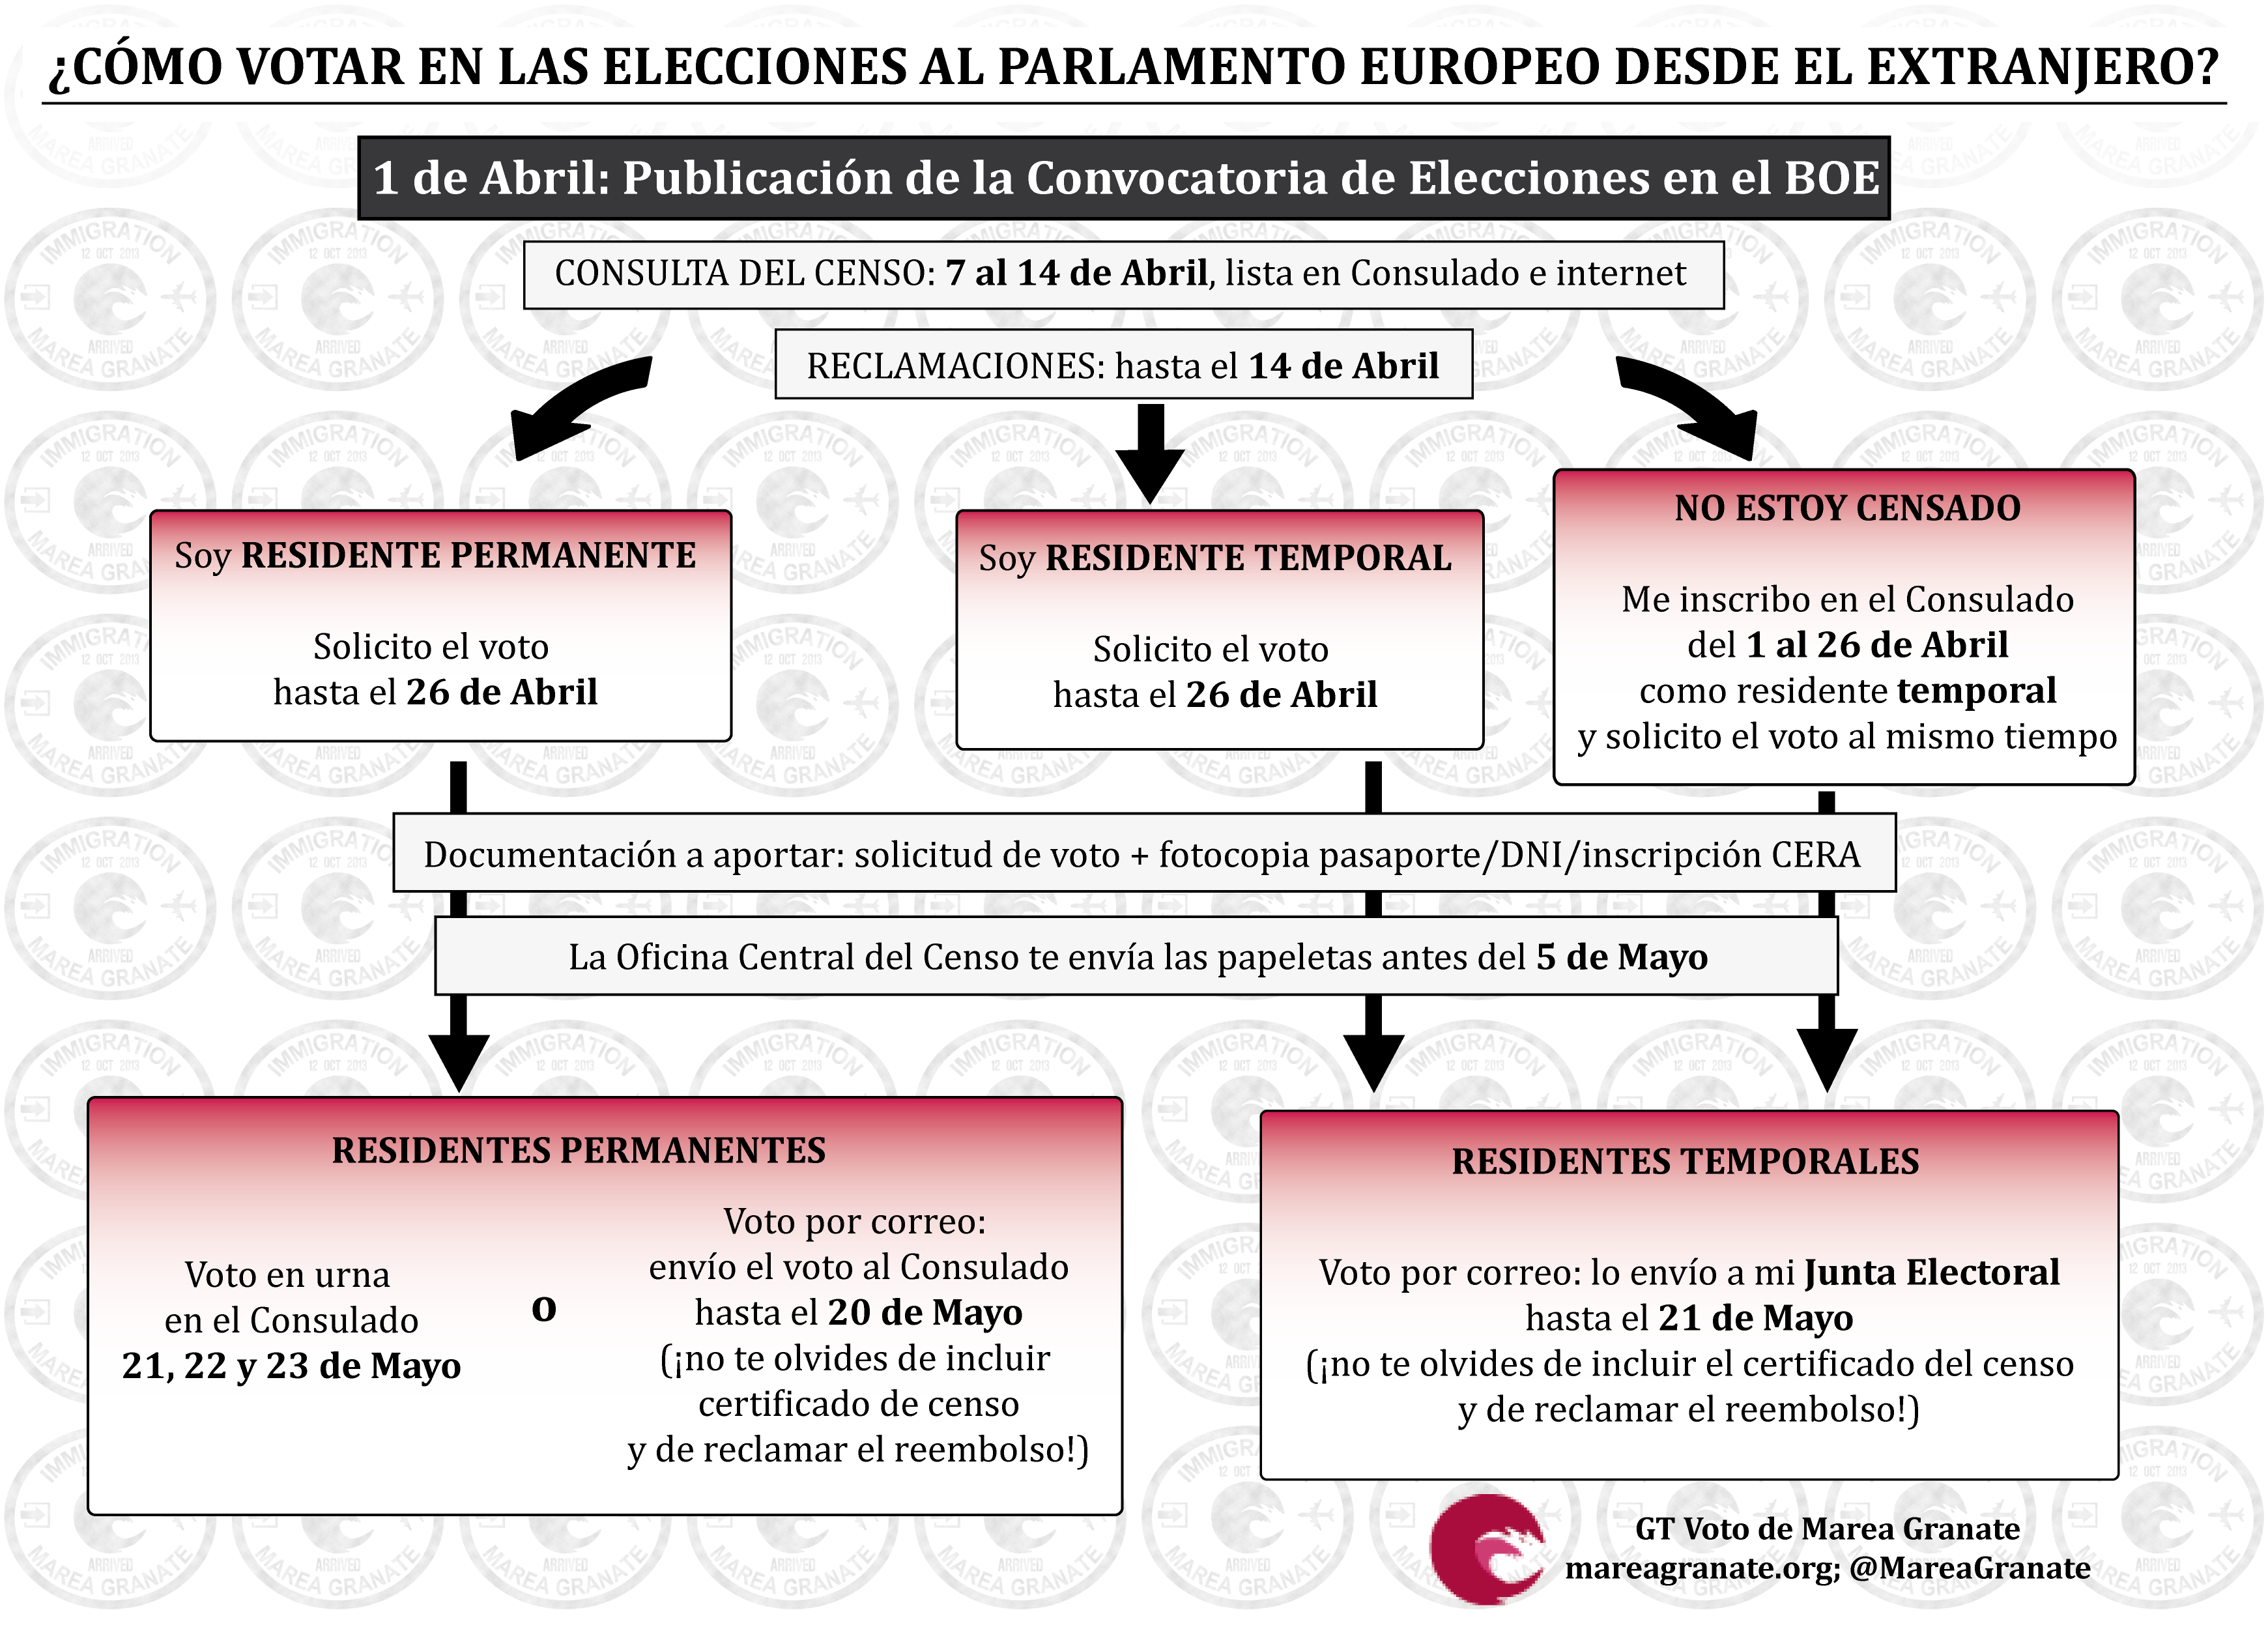 ¿CÓMO VOTAR EN LAS ELECCIONES AL PARLAMENTO EUROPEO DESDE EL EXTRANJERO?
1 de Abril: Publicación de la Convocatoria de Elecciones en el BOE
CONSULTA DEL CENSO: 7 al 14 de Abril, lista en Consulado e internet
RECLAMACIONES: hasta el 14 de Abril
Soy RESIDENTE PERMANENTE
Solicito el voto
hasta el 26 de Abril
Soy RESIDENTE TEMPORAL
Solicito el voto
hasta el 26 de Abril
NO ESTOY CENSADO
Me inscribo en el Consulado
del 1 al 26 de Abril
como residente temporal
y solicito el voto al mismo tiempo
Documentación a aportar: solicitud de voto + fotocopia pasaporte/DNI/inscripción CERA
La Oficina Central del Censo te envía las papeletas antes del 5 de Mayo
RESIDENTES PERMANENTES
Voto en urna
en el Consulado
21, 22 y 23 de Mayo
o
Voto por correo:
envío el voto al Consulado
hasta el 20 de Mayo
(¡no te olvides de incluir
certificado de censo
y de reclamar el reembolso!)
RESIDENTES TEMPORALES
Voto por correo: lo envío a mi Junta Electoral
hasta el 21 de Mayo
(¡no te olvides de incluir el certificado del censo
y de reclamar el reembolso!)
GT Voto de Marea Granate
mareagranate.org; @MareaGranate
IMMIGRATION
12 OCT 2013
ARRIVED
MAREA GRANATE